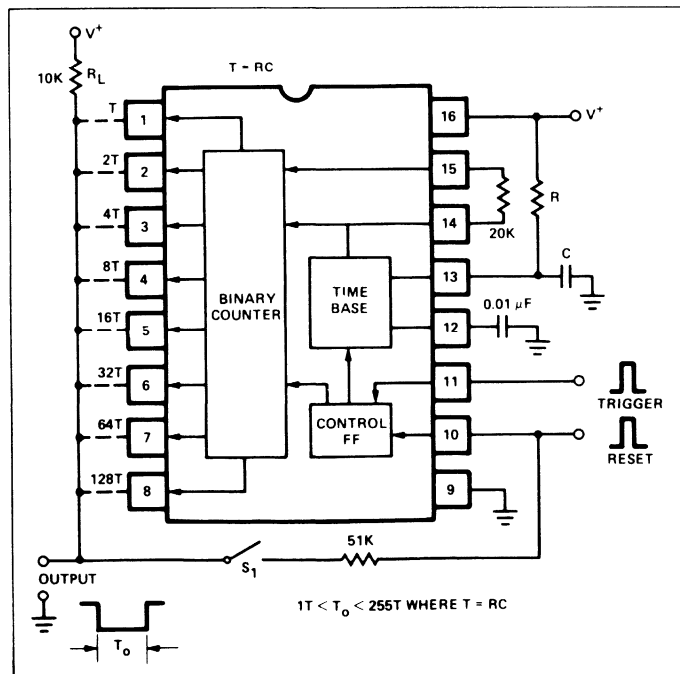 V+
10K
RL
T = RC
T
1
2T
2
4T
3
8T
4
16T
5
32T
6
64T
7
128T
8
BINARY
COUNTER
TIME
BASE
CONTROL
FF
16
15
14
13
12
11
10
9
V+
R
20K
C
0.01 µF
TRIGGER
RESET
S1
51K
OUTPUT
To
1T < To < 255T WHERE T = RC